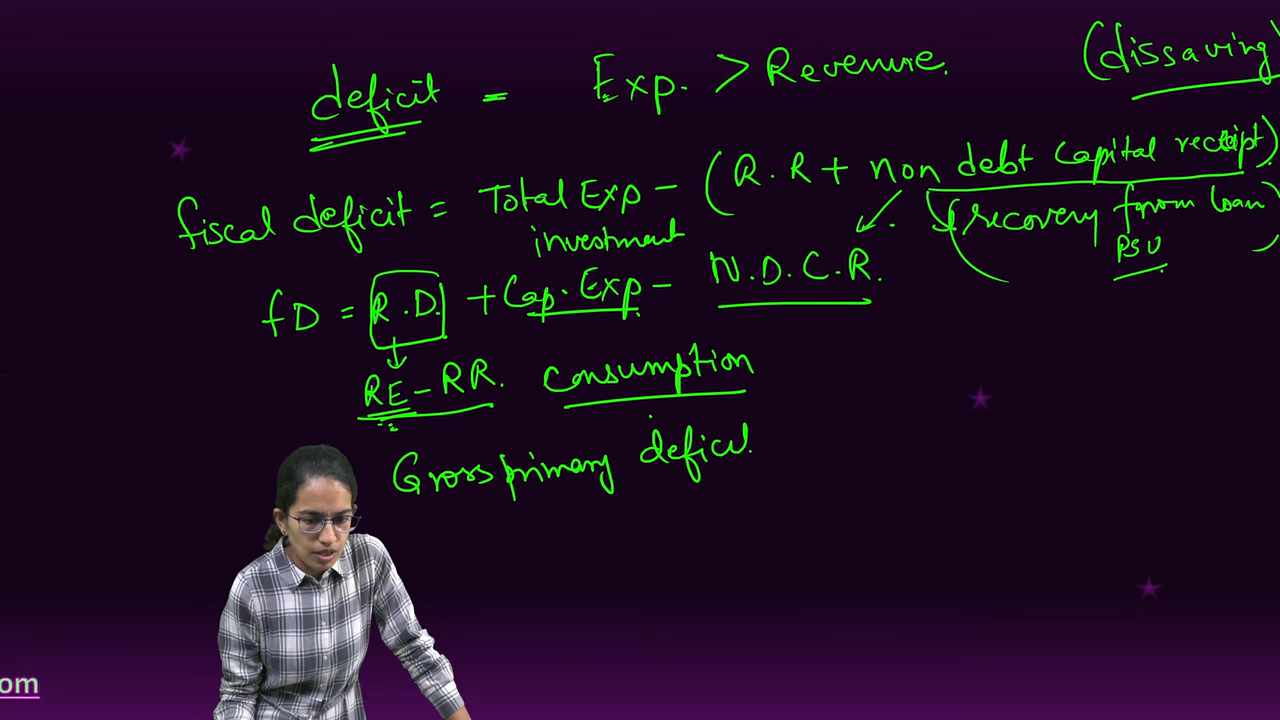 deficit = Exp. > Revenue. (dissaving)
fiscal deficit = Total Exp - (R.R + non debt Capital receipt)
investment (recovery from loan)
PSU
fD = R.D. + Cap. Exp - N.D.C.R.
RE - RR. Consumption
Gross primary deficit
om